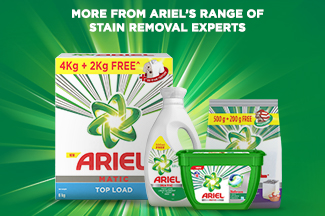 MORE FROM ARIEL'S RANGE OF
STAIN REMOVAL EXPERTS
4Kg + 2Kg FREE^
ARIEL
MATIC
TOP LOAD
ARIEL
500 g + 200 g FREE
ARIEL